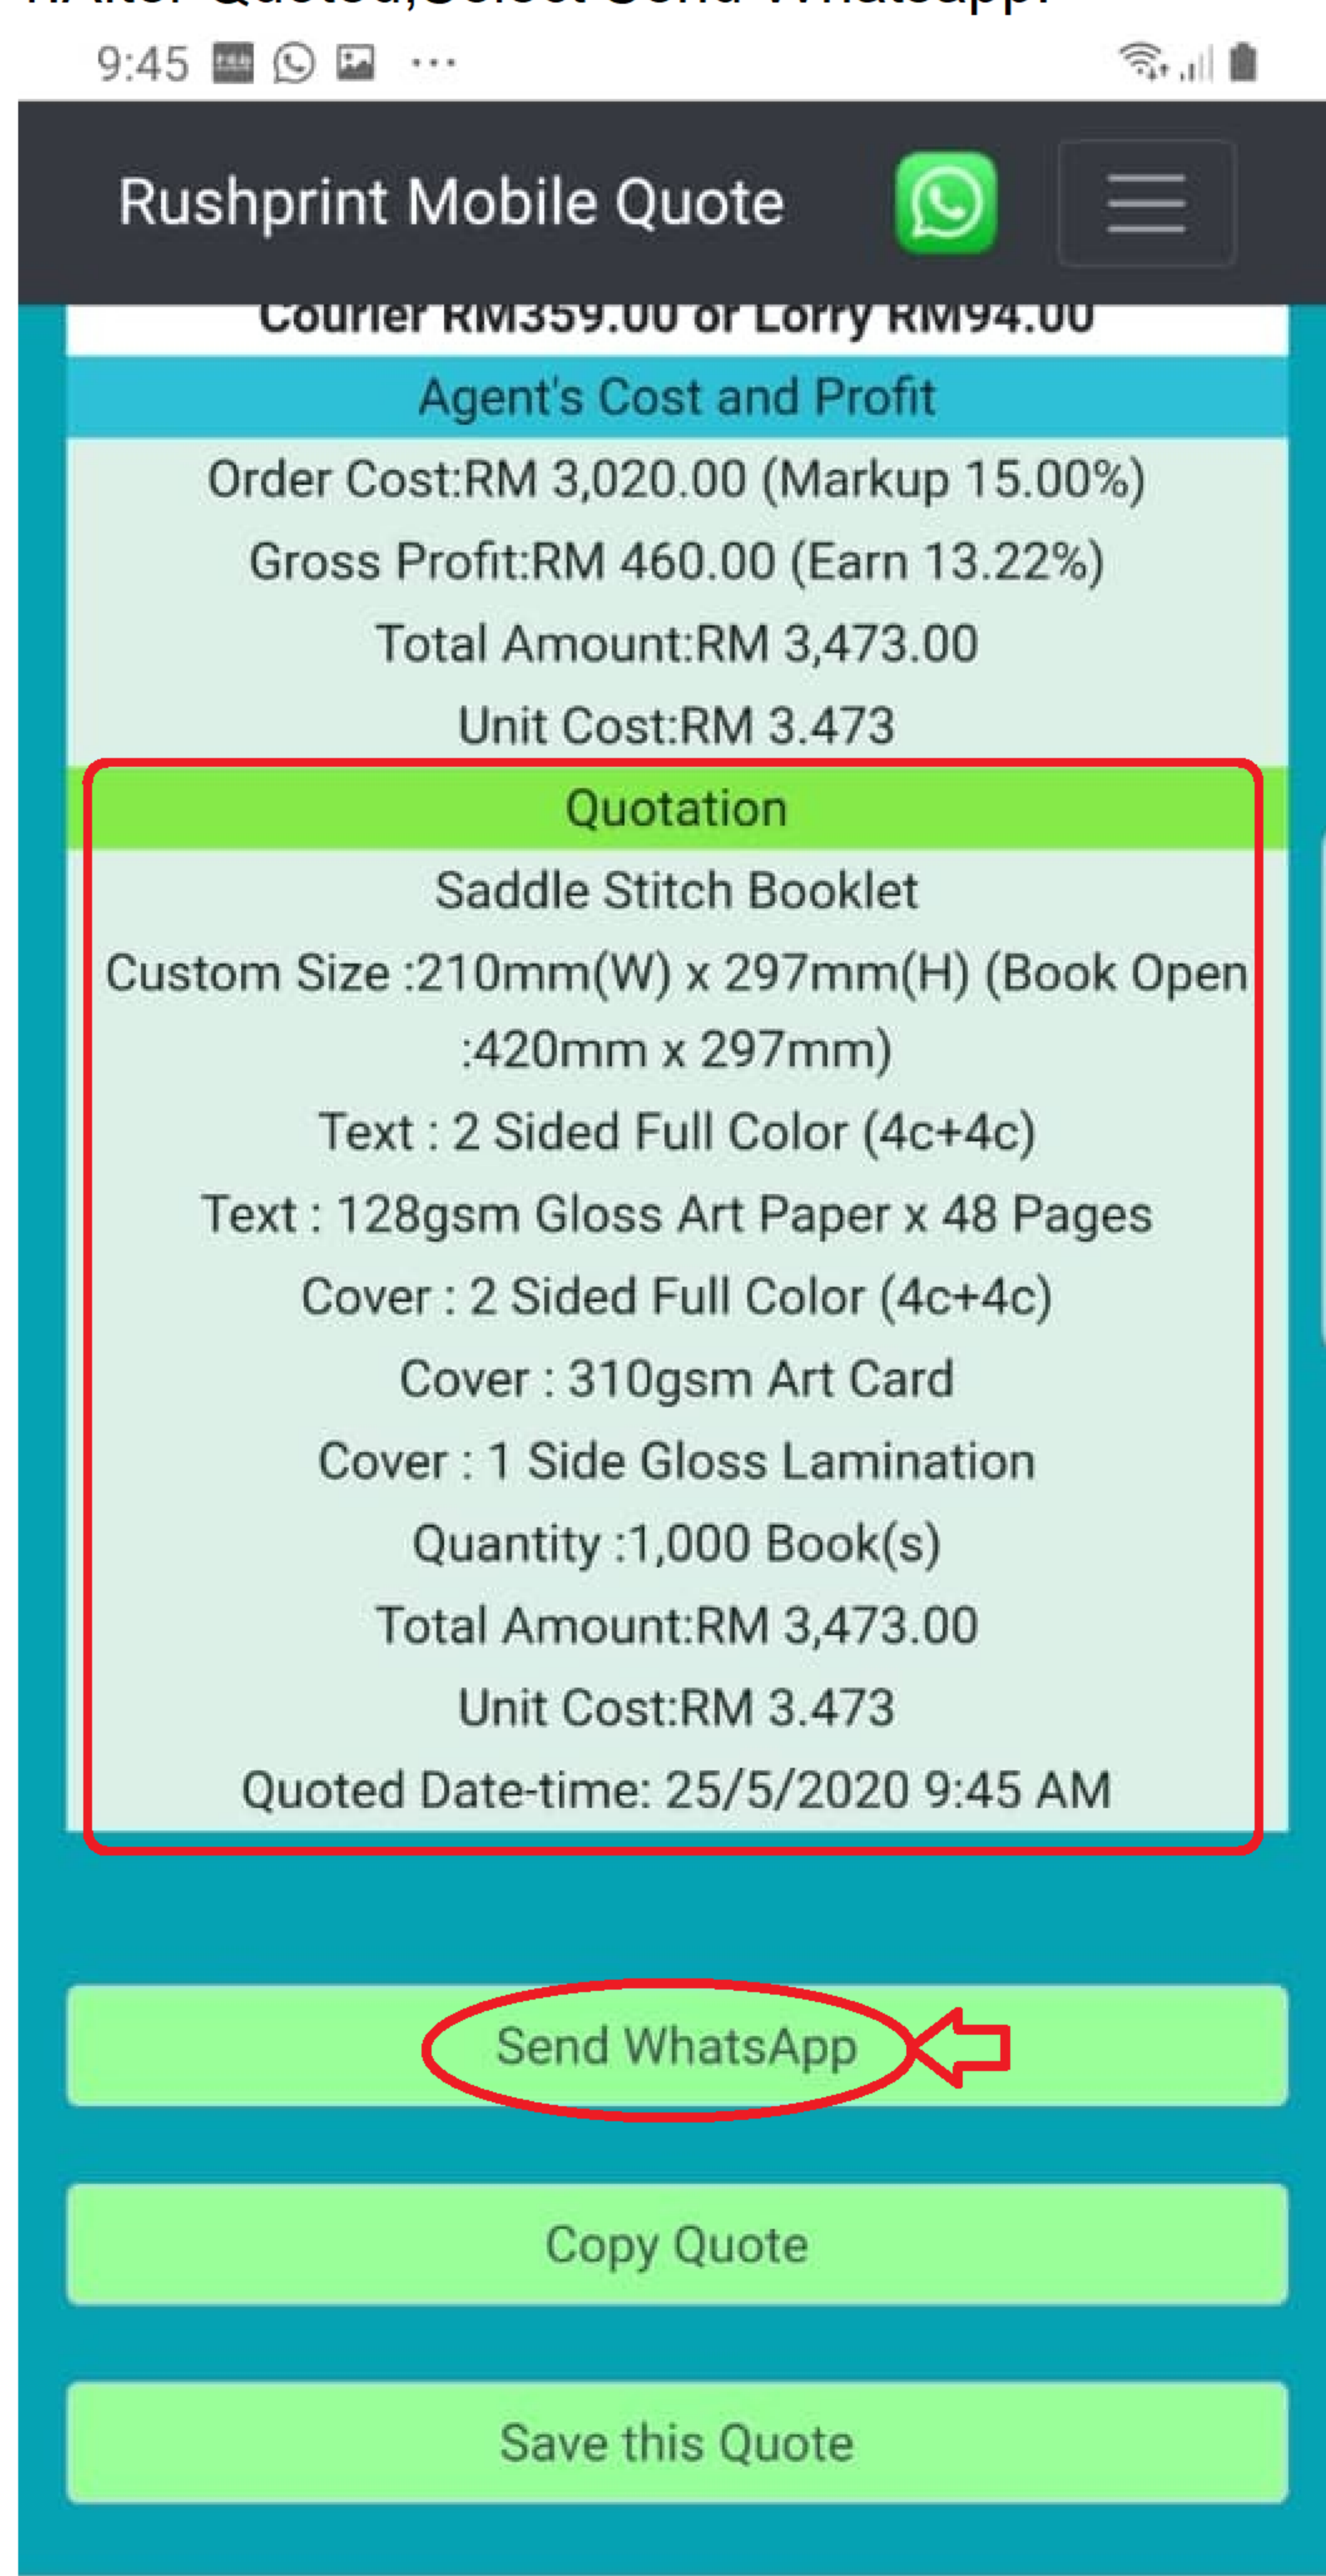 9:45
Rushprint Mobile Quote
Courier RM359.00 or Lorry RM94.00
Agent's Cost and Profit
Order Cost:RM 3,020.00 (Markup 15.00%)
Gross Profit:RM 460.00 (Earn 13.22%)
Total Amount:RM 3,473.00
Unit Cost:RM 3.473
Quotation
Saddle Stitch Booklet
Custom Size :210mm(W) x 297mm(H) (Book Open
:420mm x 297mm)
Text : 2 Sided Full Color (4c+4c)
Text : 128gsm Gloss Art Paper x 48 Pages
Cover : 2 Sided Full Color (4c+4c)
Cover : 310gsm Art Card
Cover : 1 Side Gloss Lamination
Quantity :1,000 Book(s)
Total Amount:RM 3,473.00
Unit Cost:RM 3.473
Quoted Date-time: 25/5/2020 9:45 AM
Send WhatsApp
Copy Quote
Save this Quote